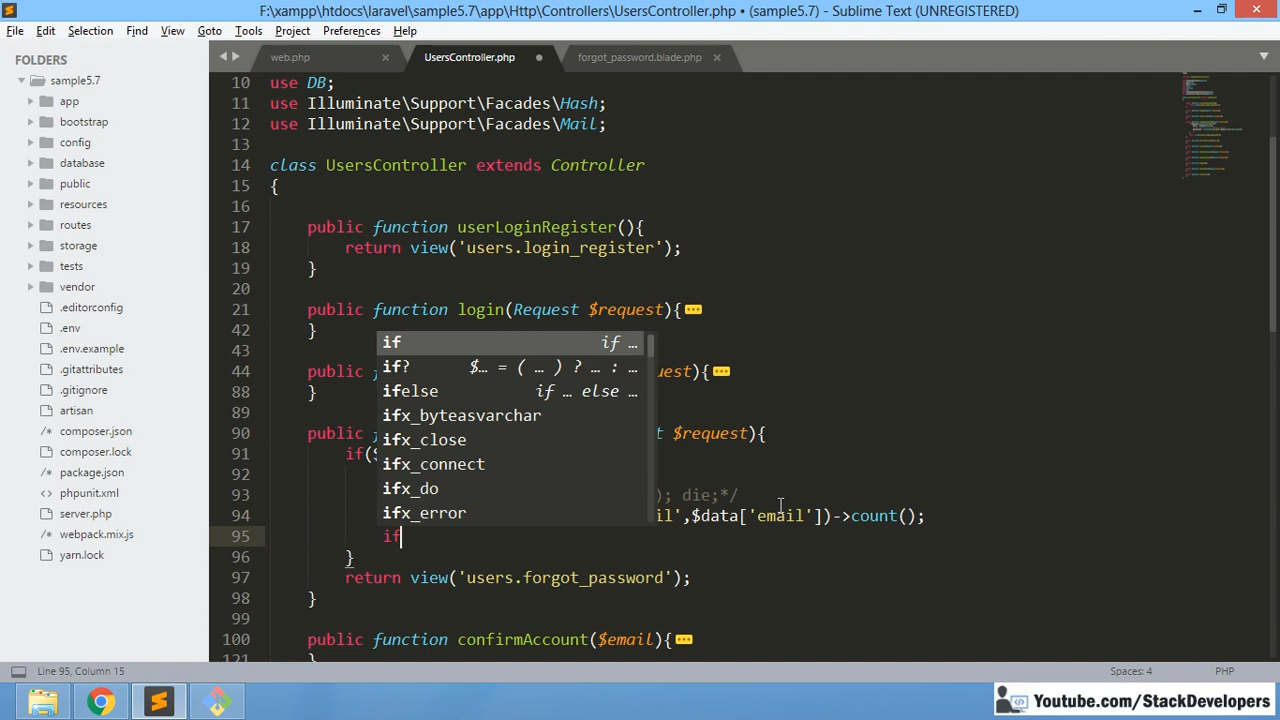 F:\xampp\htdocs\laravel\sample5.7\app\Http\Controllers\UsersController.php • (sample5.7) - Sublime Text (UNREGISTERED)
File Edit Selection Find View Goto Tools Project Preferences Help
FOLDERS
sample5.7
app
bootstrap
config
database
public
resources
routes
storage
tests
vendor
.editorconfig
.env
.env.example
.gitattributes
.gitignore
artisan
composer.json
composer.lock
package.json
phpunit.xml
server.php
webpack.mix.js
yarn.lock
web.php UsersController.php forgot_password.blade.php
10 use DB;
11 use Illuminate\Support\Facades\Hash;
12 use Illuminate\Support\Facades\Mail;
13
14 class UsersController extends Controller
15 {
16
17 public function userLoginRegister(){
18 return view('users.login_register');
19 }
20
21 public function login(Request $request){
42 }
43
44 public f uest){
88 }
89
90 public f t $request){
91 if($
92
93 ); die;*/
94 il',$data['email'])->count();
95 if
96 }
97 return view('users.forgot_password');
98 }
99
100 public function confirmAccount($email){
121 }
if if …
if? $… = ( … ) ? … : …
ifelse if … else …
ifx_byteasvarchar
ifx_close
ifx_connect
ifx_do
ifx_error
Line 95, Column 15 Spaces: 4 PHP
Youtube.com/StackDevelopers